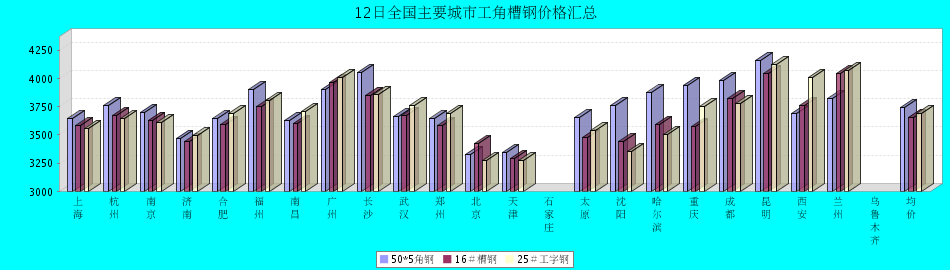 12日全国主要城市工角槽钢价格汇总
4250
4000
3750
3500
3250
3000
上海 杭州 南京 济南 合肥 福州 南昌 广州 长沙 武汉 郑州 北京 天津 石家庄 太原 沈阳 哈尔滨 重庆 成都 昆明 西安 兰州 乌鲁木齐 均价
50*5角钢 16#槽钢 25#工字钢